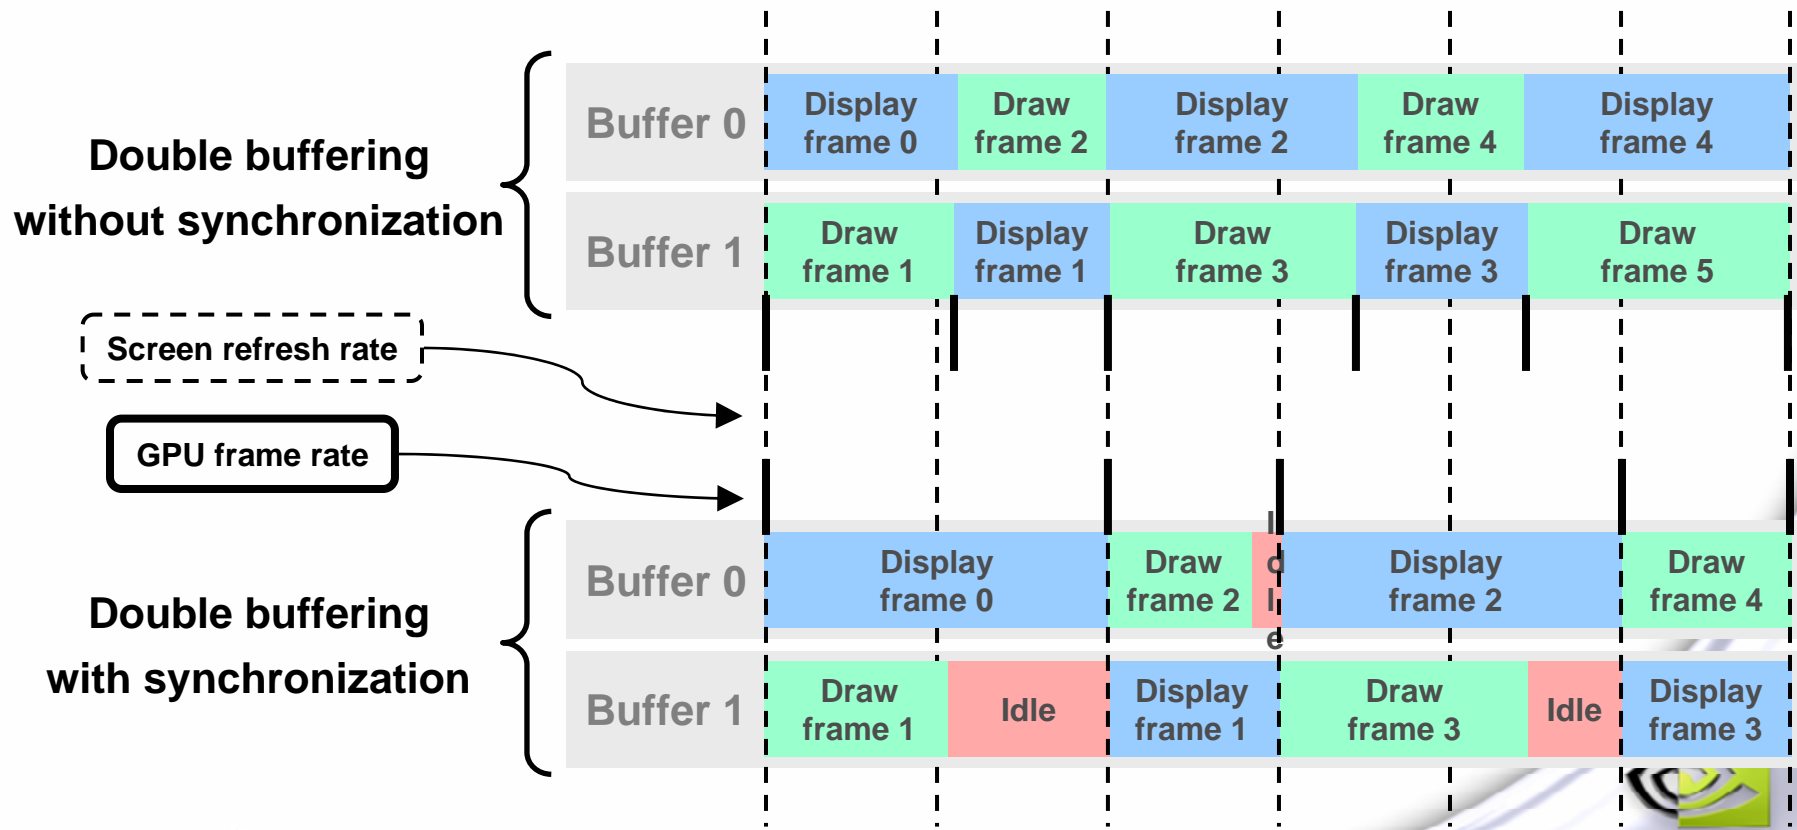 Double buffering
without synchronization
Buffer 0
Display
frame 0
Draw
frame 2
Display
frame 2
Draw
frame 4
Display
frame 4
Buffer 1
Draw
frame 1
Display
frame 1
Draw
frame 3
Display
frame 3
Draw
frame 5
Screen refresh rate
GPU frame rate
Double buffering
with synchronization
Buffer 0
Display
frame 0
Draw
frame 2
Idle
Display
frame 2
Draw
frame 4
Buffer 1
Draw
frame 1
Idle
Display
frame 1
Draw
frame 3
Idle
Display
frame 3